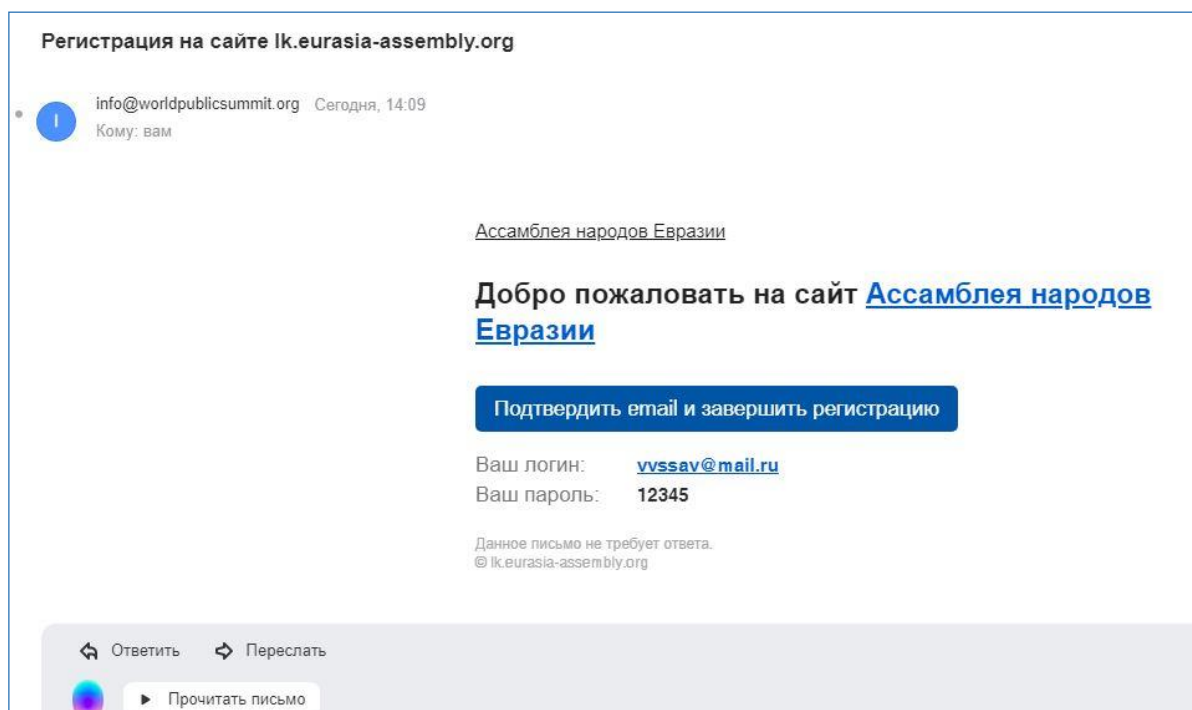 Регистрация на сайте lk.eurasia-assembly.org
info@worldpublicsummit.org Сегодня, 14:09
I
Кому: вам
Ассамблея народов Евразии
Добро пожаловать на сайт Ассамблея народов
Евразии
Подтвердить email и завершить регистрацию
Ваш логин: vvssav@mail.ru
Ваш пароль: 12345
Данное письмо не требует ответа.
© lk.eurasia-assembly.org
Ответить Переслать
Прочитать письмо